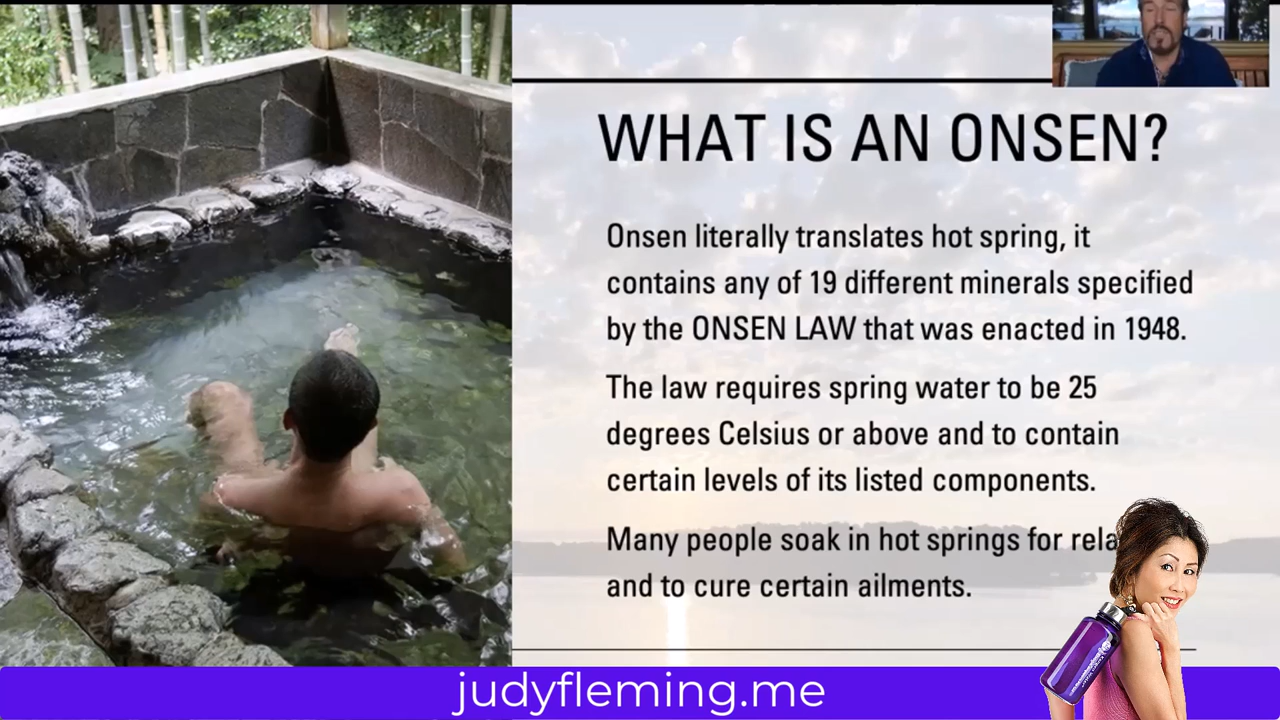 WHAT IS AN ONSEN?
Onsen literally translates hot spring, it
contains any of 19 different minerals specified
by the ONSEN LAW that was enacted in 1948.
The law requires spring water to be 25
degrees Celsius or above and to contain
certain levels of its listed components.
Many people soak in hot springs for rela
and to cure certain ailments.
judyfleming.me